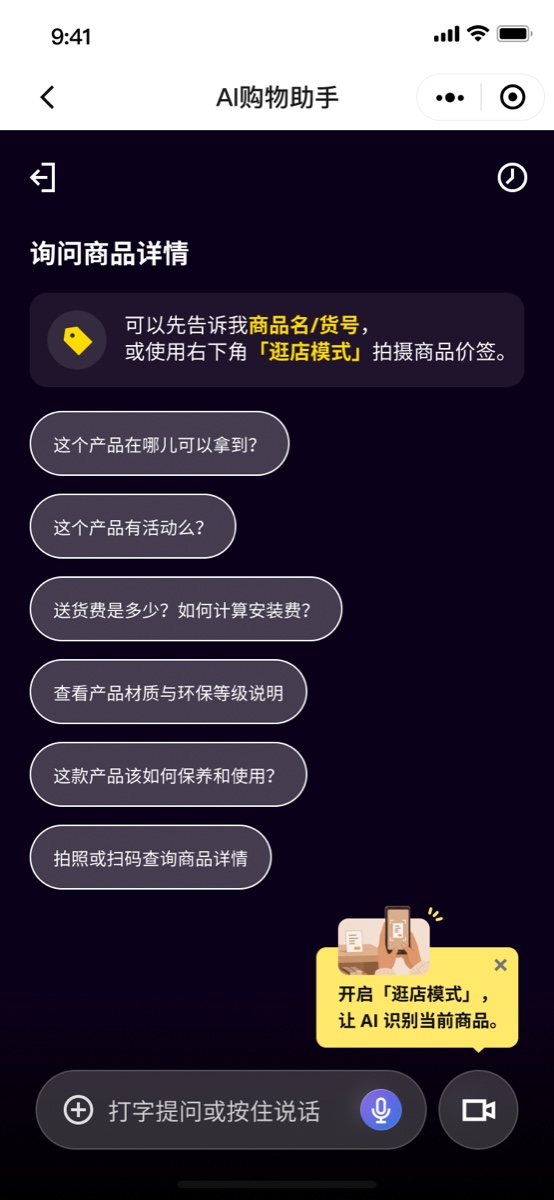 9:41
AI购物助手
询问商品详情
可以先告诉我商品名/货号，
或使用右下角「逛店模式」拍摄商品价签。
这个产品在哪儿可以拿到？
这个产品有活动么？
送货费是多少？如何计算安装费？
查看产品材质与环保等级说明
这款产品该如何保养和使用？
拍照或扫码查询商品详情
开启「逛店模式」，
让 AI 识别当前商品。
打字提问或按住说话